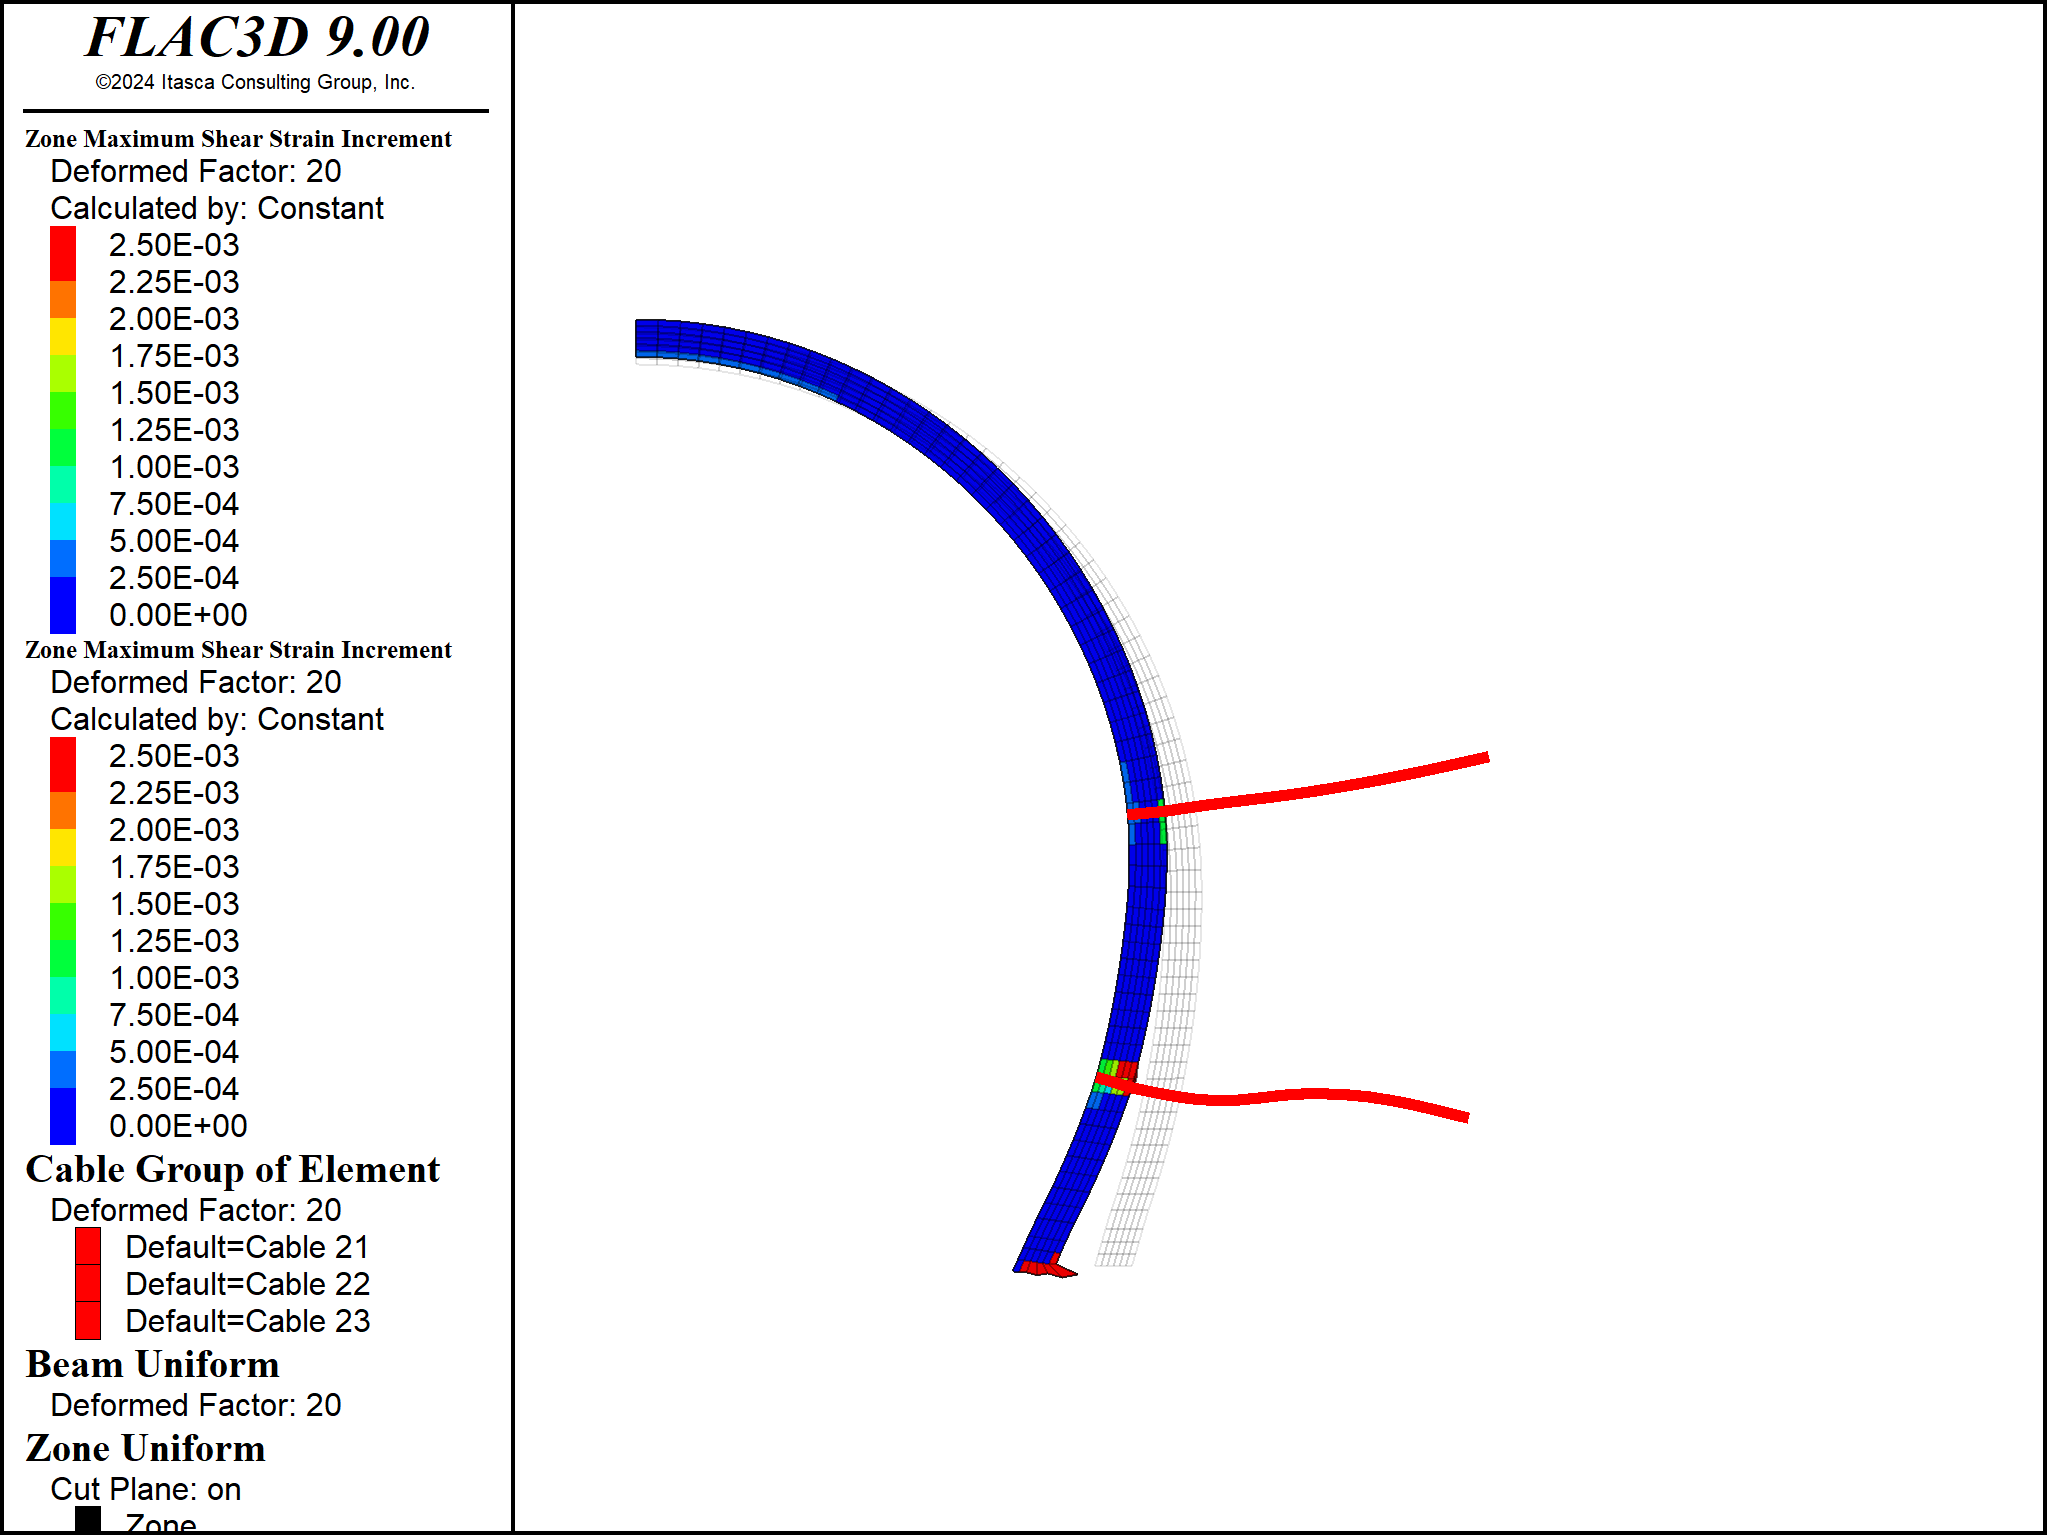 FLAC3D 9.00
©2024 Itasca Consulting Group, Inc.
Zone Maximum Shear Strain Increment
Deformed Factor: 20
Calculated by: Constant
2.50E-03
2.25E-03
2.00E-03
1.75E-03
1.50E-03
1.25E-03
1.00E-03
7.50E-04
5.00E-04
2.50E-04
0.00E+00
Zone Maximum Shear Strain Increment
Deformed Factor: 20
Calculated by: Constant
2.50E-03
2.25E-03
2.00E-03
1.75E-03
1.50E-03
1.25E-03
1.00E-03
7.50E-04
5.00E-04
2.50E-04
0.00E+00
Cable Group of Element
Deformed Factor: 20
Default=Cable 21
Default=Cable 22
Default=Cable 23
Beam Uniform
Deformed Factor: 20
Zone Uniform
Cut Plane: on
Zone